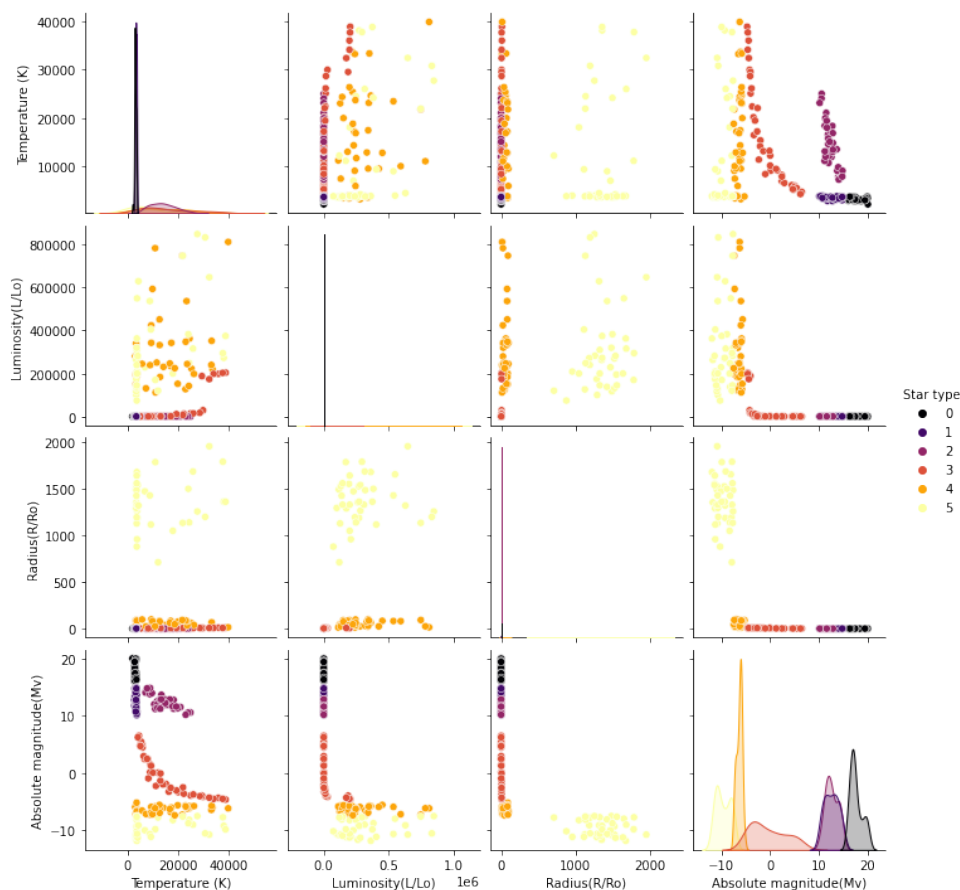 40000
30000
20000
10000
Temperature (K)
800000
600000
400000
200000
0
Luminosity(L/Lo)
Star type
0
1
2
3
4
5
2000
1500
1000
500
0
Radius(R/Ro)
20
10
0
−10
Absolute magnitude(Mv)
0 20000 40000
Temperature (K)
0.0 0.5 1.0
1e6
Luminosity(L/Lo)
0 1000 2000
Radius(R/Ro)
−10 0 10 20
Absolute magnitude(Mv)